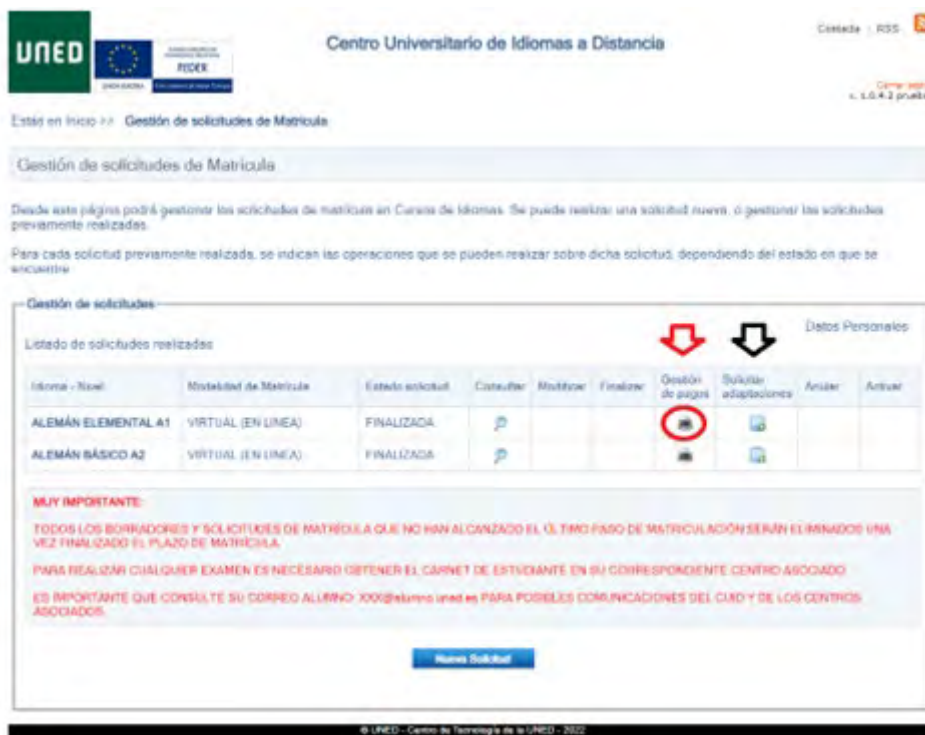 UNED
FEDER
UNIÓN EUROPEA
Centro Universitario de Idiomas a Distancia
Contacta | RSS
v. 1.0.4-2
Estás en Inicio >> Gestión de solicitudes de Matrícula
Gestión de solicitudes de Matrícula
Desde esta página podrá gestionar las solicitudes de matrícula en Cursos de Idiomas. Se puede realizar una solicitud nueva, o gestionar las solicitudes
previamente realizadas.
Para cada solicitud previamente realizada, se indican las operaciones que se pueden realizar sobre dicha solicitud, dependiendo del estado en que se
encuentre
Gestión de solicitudes
Datos Personales
Listado de solicitudes realizadas
Idioma - Nivel Modalidad de Matrícula Estado solicitud Consultar Modificar Finalizar Gestión de pagos Solicitar adaptaciones Anular Activar
ALEMÁN ELEMENTAL A1 VIRTUAL (EN LINEA) FINALIZADA
ALEMÁN BÁSICO A2 VIRTUAL (EN LINEA) FINALIZADA
MUY IMPORTANTE:
TODOS LOS BORRADORES Y SOLICITUDES DE MATRÍCULA QUE NO HAN ALCANZADO EL ÚLTIMO PASO DE MATRICULACIÓN SERÁN ELIMINADOS UNA
VEZ FINALIZADO EL PLAZO DE MATRÍCULA.
PARA REALIZAR CUALQUIER EXAMEN ES NECESARIO OBTENER EL CARNET DE ESTUDIANTE EN SU CORRESPONDIENTE CENTRO ASOCIADO
ES IMPORTANTE QUE CONSULTE SU CORREO ALUMNO: XXX@alumno.uned.es PARA POSIBLES COMUNICACIONES DEL CUID Y DE LOS CENTROS
ASOCIADOS.
Nueva Solicitud
© UNED - Centro de Tecnología de la UNED - 2022